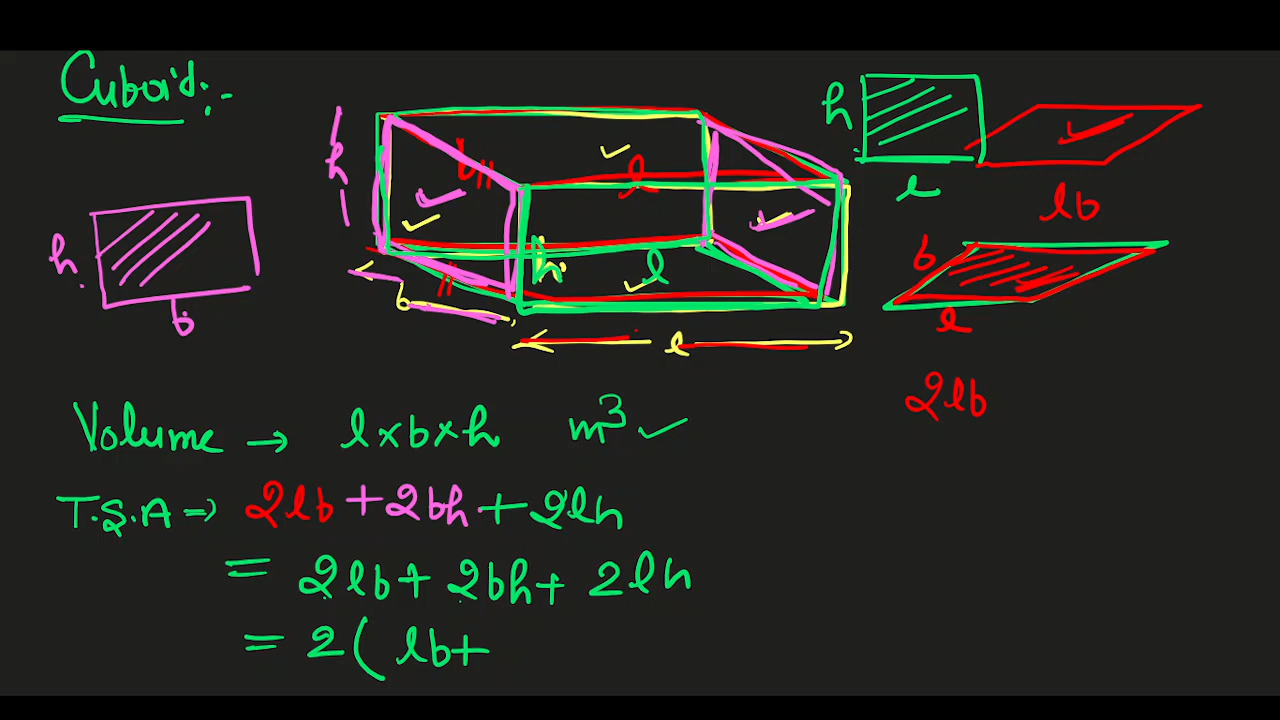 Cuboid:-
h
l
lb
h
b
h
b
l
h
l
b
l
b
l
2lb
Volume → l×b×h m³ ✓
T.S.A => 2lb + 2bh + 2lh
= 2lb + 2bh + 2lh
= 2( lb+